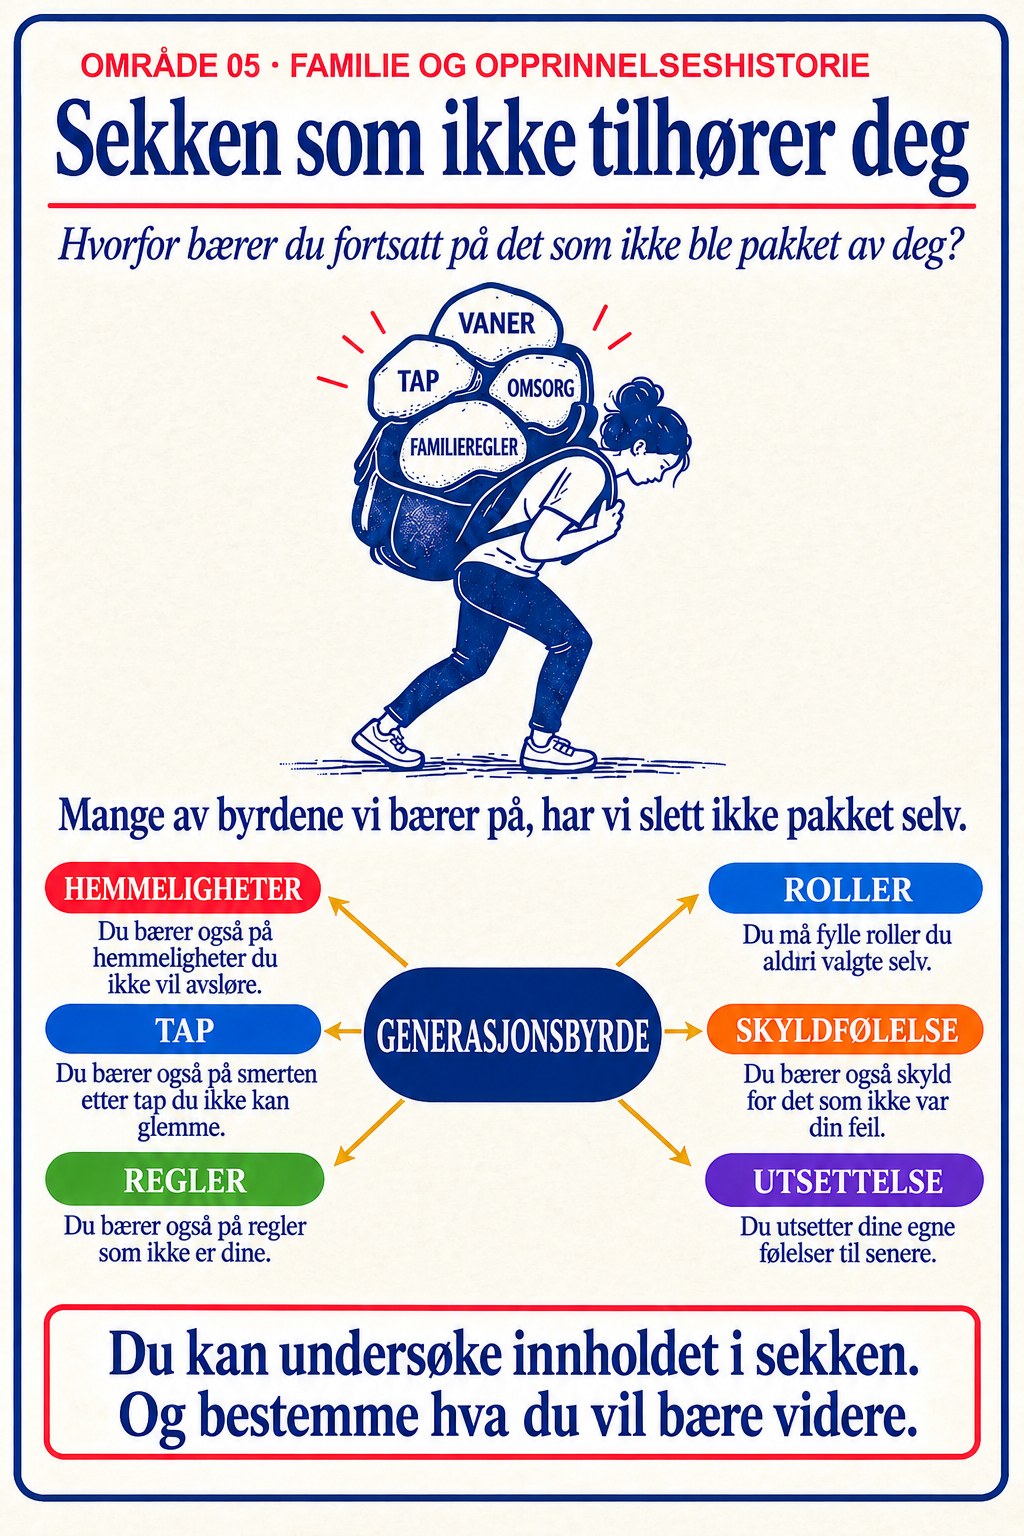 OMRÅDE 05 · FAMILIE OG OPPRINNELSESHISTORIE
Sekken som ikke tilhører deg
Hvorfor bærer du fortsatt på det som ikke ble pakket av deg?
VANER
TAP
OMSORG
FAMILIEREGLER
Mange av byrdene vi bærer på, har vi slett ikke pakket selv.
HEMMELIGHETER
Du bærer også på
hemmeligheter du
ikke vil avsløre.
TAP
Du bærer også på smerten
etter tap du ikke kan
glemme.
REGLER
Du bærer også på regler
som ikke er dine.
GENERASJONSBYRDE
ROLLER
Du må fylle roller du
aldri valgte selv.
SKYLDFØLELSE
Du bærer også skyld
for det som ikke var
din feil.
UTSETTELSE
Du utsetter dine egne
følelser til senere.
Du kan undersøke innholdet i sekken.
Og bestemme hva du vil bære videre.